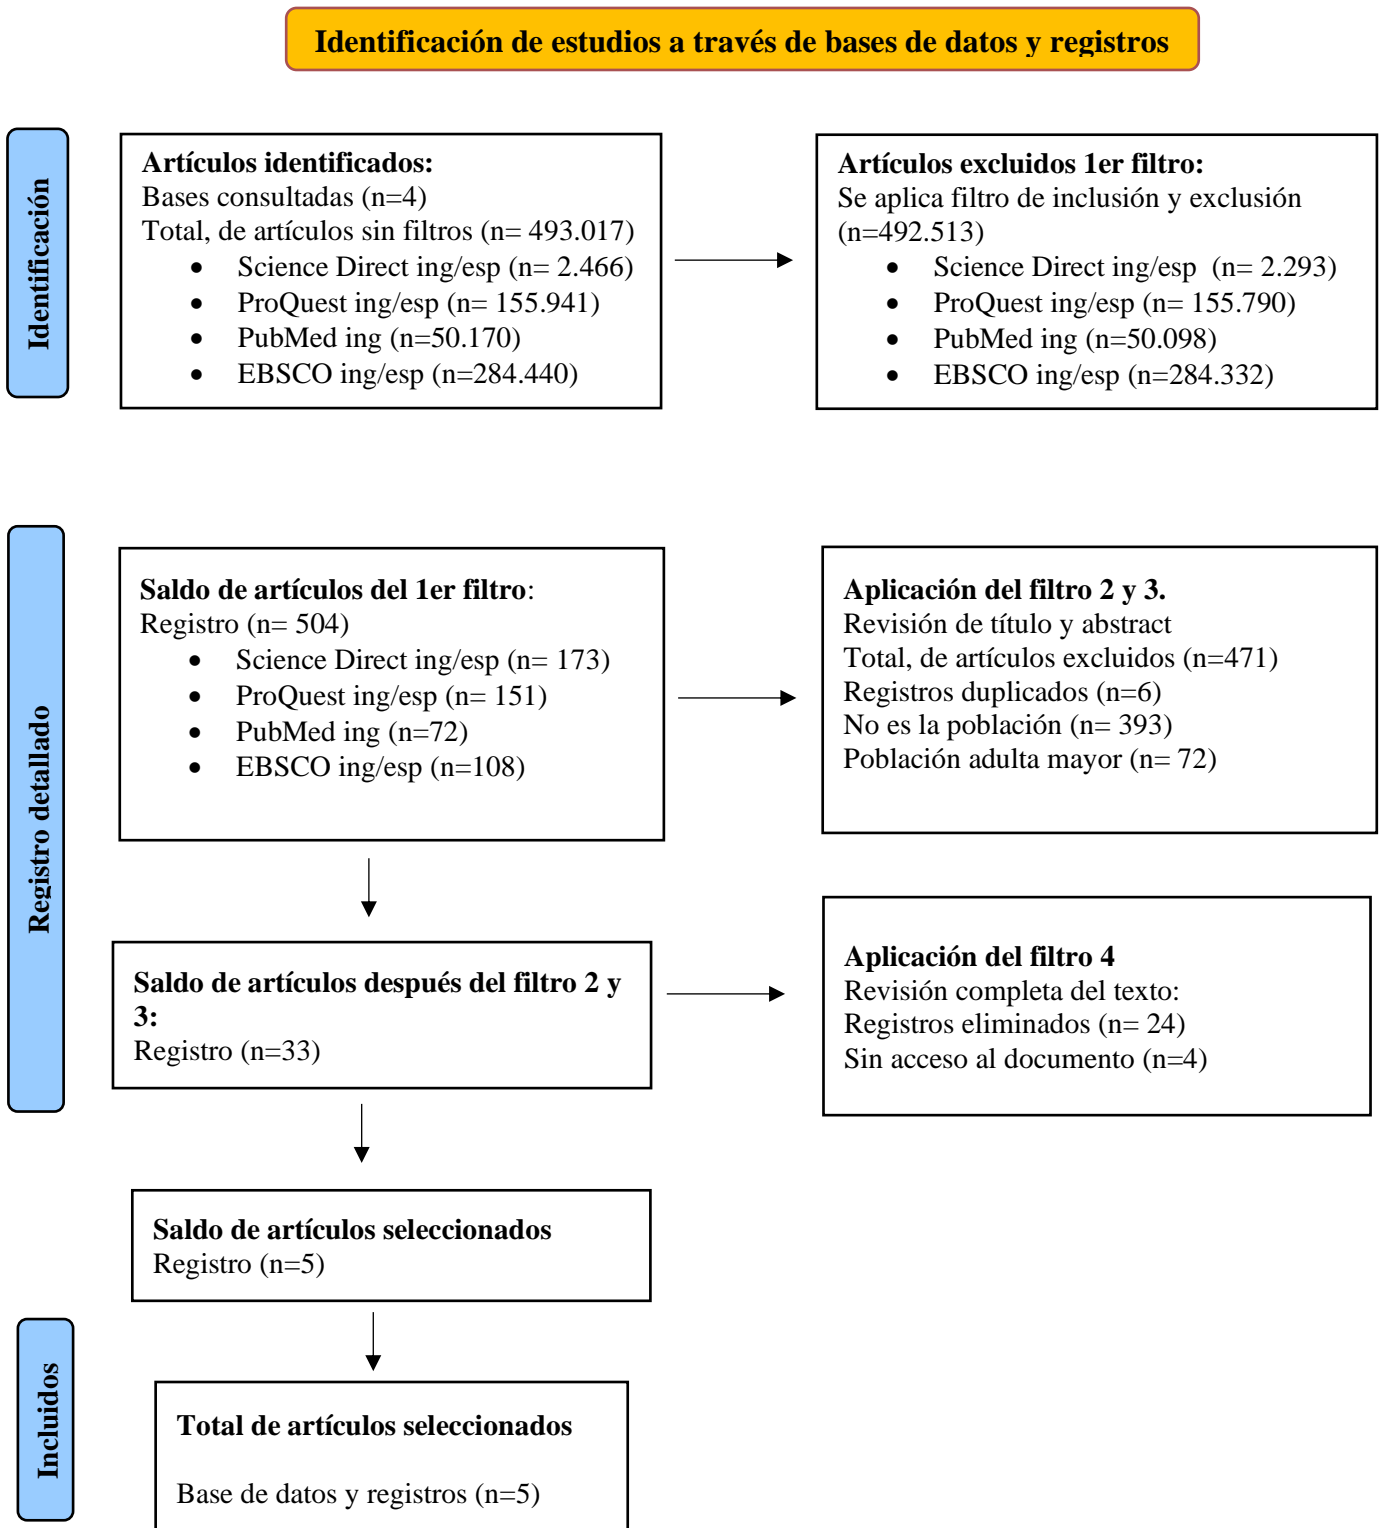 Identificación de estudios a través de bases de datos y registros
Identificación
Artículos identificados:
Bases consultadas (n=4)
Total, de artículos sin filtros (n= 493.017)
• Science Direct ing/esp (n= 2.466)
• ProQuest ing/esp (n= 155.941)
• PubMed ing (n=50.170)
• EBSCO ing/esp (n=284.440)
Artículos excluidos 1er filtro:
Se aplica filtro de inclusión y exclusión
(n=492.513)
• Science Direct ing/esp  (n= 2.293)
• ProQuest ing/esp (n= 155.790)
• PubMed ing (n=50.098)
• EBSCO ing/esp (n=284.332)
Registro detallado
Saldo de artículos del 1er filtro:
Registro (n= 504)
• Science Direct ing/esp (n= 173)
• ProQuest ing/esp (n= 151)
• PubMed ing (n=72)
• EBSCO ing/esp (n=108)
Aplicación del filtro 2 y 3.
Revisión de título y abstract
Total, de artículos excluidos (n=471)
Registros duplicados (n=6)
No es la población (n= 393)
Población adulta mayor (n= 72)
Saldo de artículos después del filtro 2 y
3:
Registro (n=33)
Aplicación del filtro 4
Revisión completa del texto:
Registros eliminados (n= 24)
Sin acceso al documento (n=4)
Saldo de artículos seleccionados
Registro (n=5)
Incluidos
Total de artículos seleccionados
Base de datos y registros (n=5)